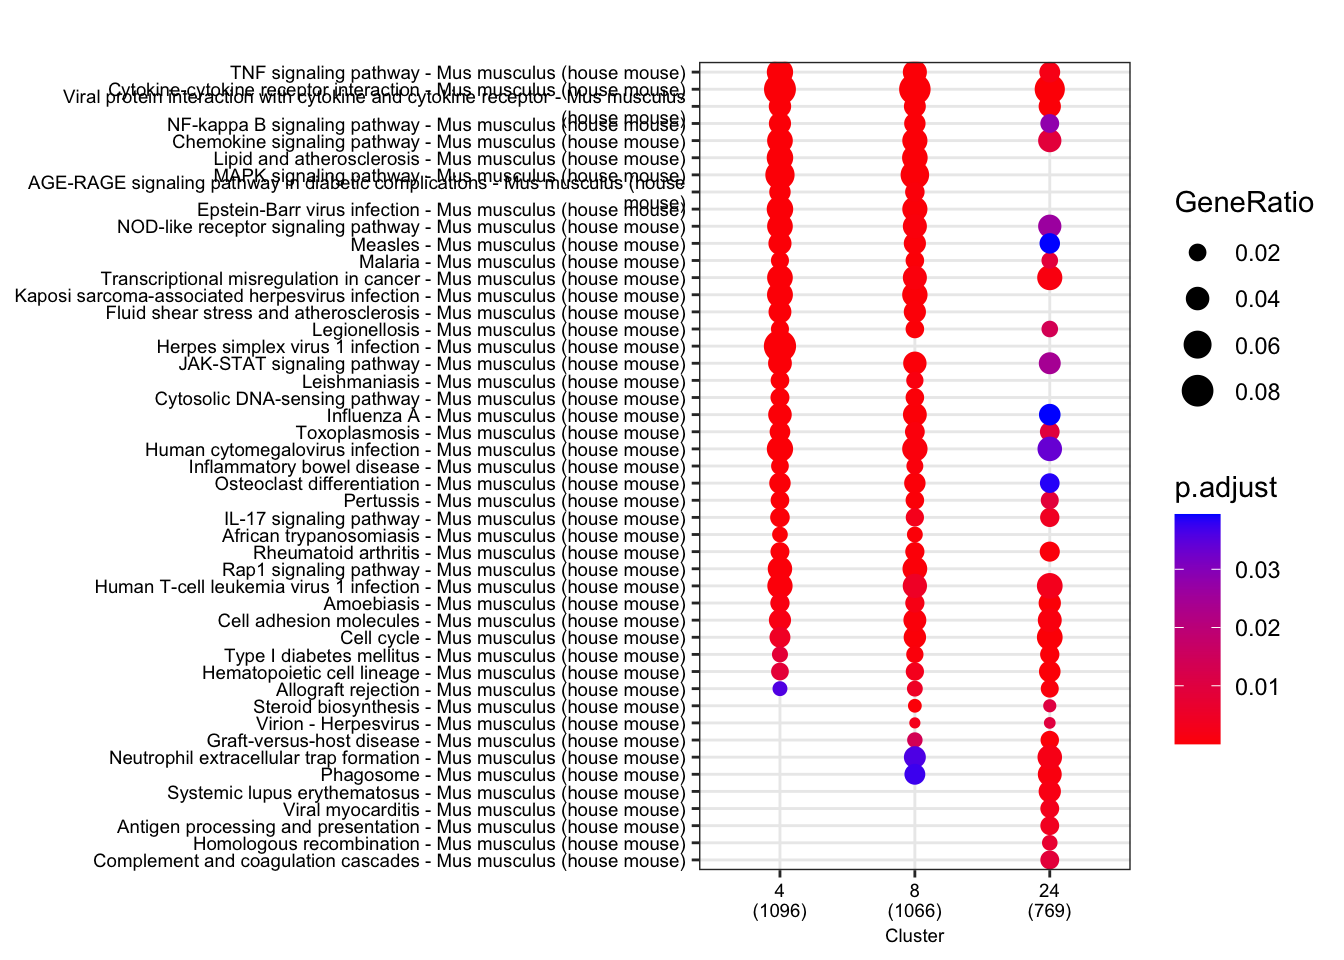 TNF signaling pathway - Mus musculus (house mouse)
Cytokine-cytokine receptor interaction - Mus musculus (house mouse)
Viral protein interaction with cytokine and cytokine receptor - Mus musculus
(house mouse)
NF-kappa B signaling pathway - Mus musculus (house mouse)
Chemokine signaling pathway - Mus musculus (house mouse)
Lipid and atherosclerosis - Mus musculus (house mouse)
MAPK signaling pathway - Mus musculus (house mouse)
AGE-RAGE signaling pathway in diabetic complications - Mus musculus (house
mouse)
Epstein-Barr virus infection - Mus musculus (house mouse)
NOD-like receptor signaling pathway - Mus musculus (house mouse)
Measles - Mus musculus (house mouse)
Malaria - Mus musculus (house mouse)
Transcriptional misregulation in cancer - Mus musculus (house mouse)
Kaposi sarcoma-associated herpesvirus infection - Mus musculus (house mouse)
Fluid shear stress and atherosclerosis - Mus musculus (house mouse)
Legionellosis - Mus musculus (house mouse)
Herpes simplex virus 1 infection - Mus musculus (house mouse)
JAK-STAT signaling pathway - Mus musculus (house mouse)
Leishmaniasis - Mus musculus (house mouse)
Cytosolic DNA-sensing pathway - Mus musculus (house mouse)
Influenza A - Mus musculus (house mouse)
Toxoplasmosis - Mus musculus (house mouse)
Human cytomegalovirus infection - Mus musculus (house mouse)
Inflammatory bowel disease - Mus musculus (house mouse)
Osteoclast differentiation - Mus musculus (house mouse)
Pertussis - Mus musculus (house mouse)
IL-17 signaling pathway - Mus musculus (house mouse)
African trypanosomiasis - Mus musculus (house mouse)
Rheumatoid arthritis - Mus musculus (house mouse)
Rap1 signaling pathway - Mus musculus (house mouse)
Human T-cell leukemia virus 1 infection - Mus musculus (house mouse)
Amoebiasis - Mus musculus (house mouse)
Cell adhesion molecules - Mus musculus (house mouse)
Cell cycle - Mus musculus (house mouse)
Type I diabetes mellitus - Mus musculus (house mouse)
Hematopoietic cell lineage - Mus musculus (house mouse)
Allograft rejection - Mus musculus (house mouse)
Steroid biosynthesis - Mus musculus (house mouse)
Virion - Herpesvirus - Mus musculus (house mouse)
Graft-versus-host disease - Mus musculus (house mouse)
Neutrophil extracellular trap formation - Mus musculus (house mouse)
Phagosome - Mus musculus (house mouse)
Systemic lupus erythematosus - Mus musculus (house mouse)
Viral myocarditis - Mus musculus (house mouse)
Antigen processing and presentation - Mus musculus (house mouse)
Homologous recombination - Mus musculus (house mouse)
Complement and coagulation cascades - Mus musculus (house mouse)
4
(1096)
8
(1066)
24
(769)
Cluster
GeneRatio
0.02
0.04
0.06
0.08
p.adjust
0.03
0.02
0.01